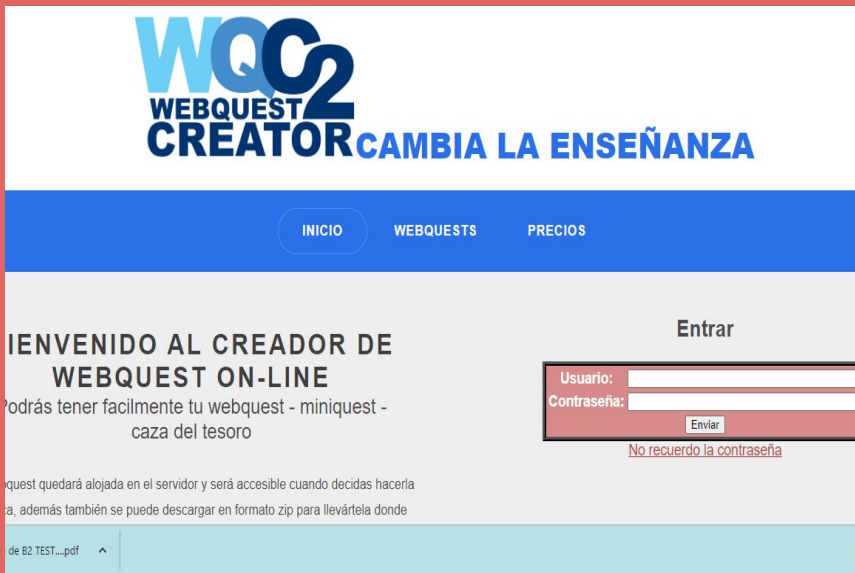 WQC2
WEBQUEST
CREATOR
CAMBIA LA ENSEÑANZA
INICIO WEBQUESTS PRECIOS
IENVENIDO AL CREADOR DE
WEBQUEST ON-LINE
Podrás tener facilmente tu webquest - miniquest -
caza del tesoro
quest quedará alojada en el servidor y será accesible cuando decidas hacerla
ca, además también se puede descargar en formato zip para llevártela donde
Entrar
Usuario:
Contraseña:
Enviar
No recuerdo la contraseña
de B2 TEST....pdf